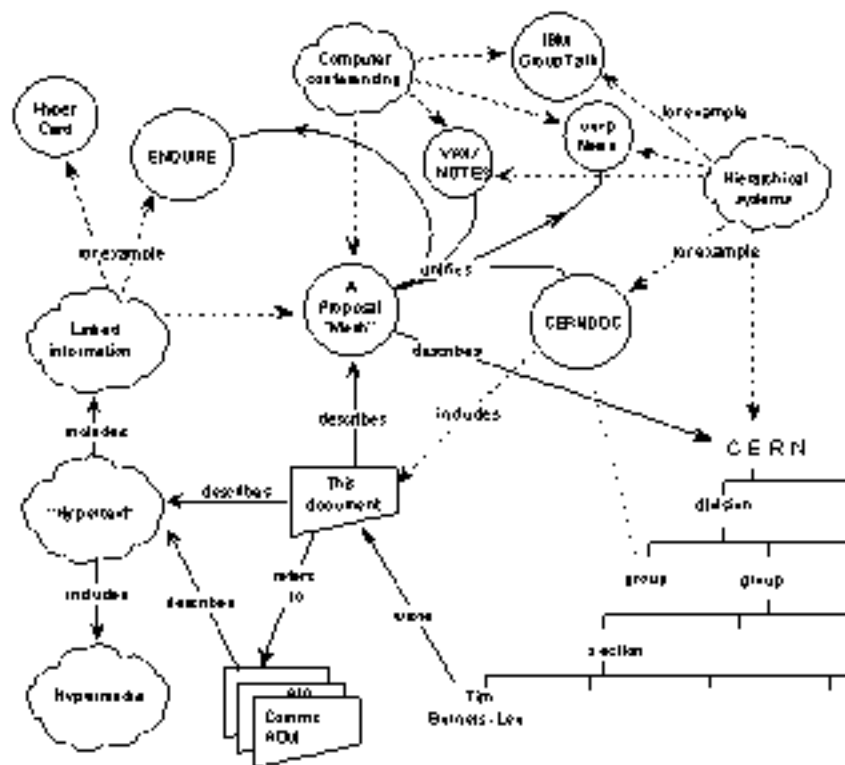 Computer
conferencing
IBM
GroupTalk
Hyper
Card
ENQUIRE
VAX/
NOTES
uucp
News
for example
Hierarchical
systems
for example
unifies
A
Proposal
"Mesh"
CERNDOC
for example
Linked
information
describes
includes
describes
includes
C E R N
This
document
describes
"Hypertext"
division
refers
to
group
group
includes
describes
wrote
section
Hypermedia
Comms
ACM
Tim
Berners-Lee